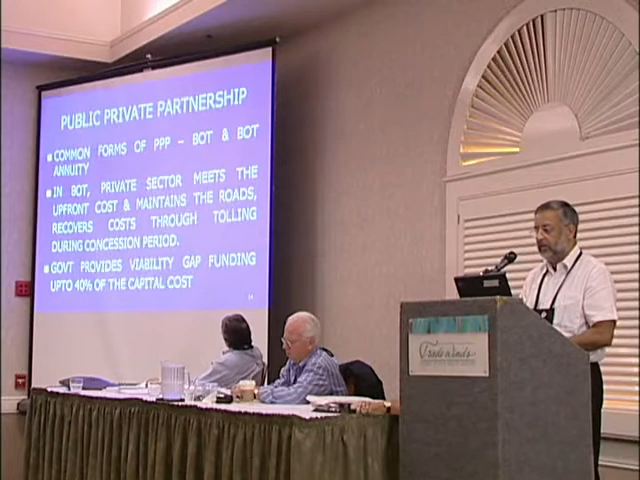 PUBLIC PRIVATE PARTNERSHIP
COMMON FORMS OF PPP – BOT & BOT
ANNUITY
IN BOT, PRIVATE SECTOR MEETS THE
UPFRONT COST & MAINTAINS THE ROADS,
RECOVERS COSTS THROUGH TOLLING
DURING CONCESSION PERIOD.
GOVT PROVIDES VIABILITY GAP FUNDING
UPTO 40% OF THE CAPITAL COST
14
Tradewinds